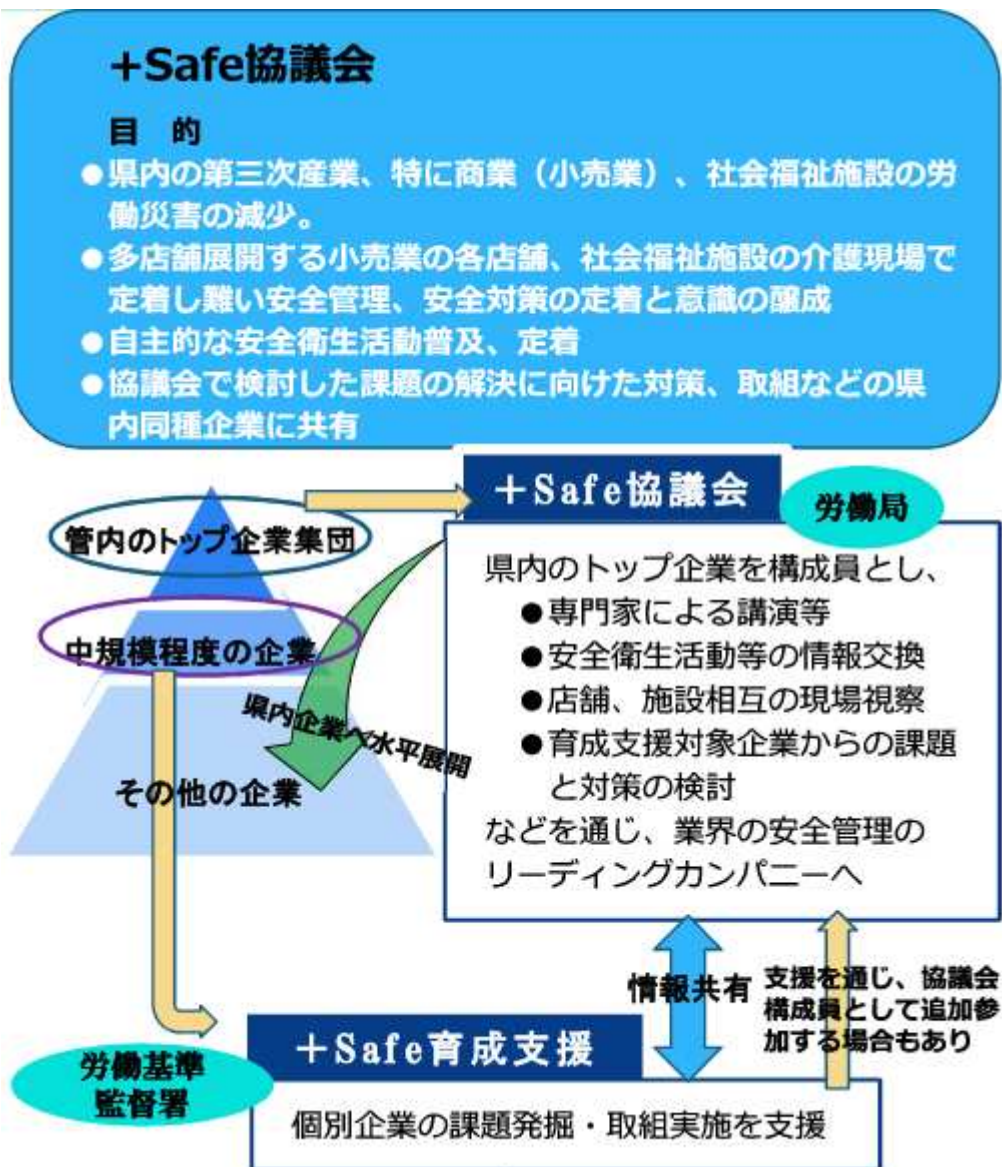 +Safe協議会
目 的
●県内の第三次産業、特に商業（小売業）、社会福祉施設の労
働災害の減少。
●多店舗展開する小売業の各店舗、社会福祉施設の介護現場で
定着し難い安全管理、安全対策の定着と意識の醸成
●自主的な安全衛生活動普及、定着
●協議会で検討した課題の解決に向けた対策、取組などの県
内同種企業に共有
管内のトップ企業集団
中規模程度の企業
その他の企業
県内企業へ水平展開
＋Safe協議会
労働局
県内のトップ企業を構成員とし、
●専門家による講演等
●安全衛生活動等の情報交換
●店舗、施設相互の現場視察
●育成支援対象企業からの課題
と対策の検討
などを通じ、業界の安全管理の
リーディングカンパニーへ
情報共有
支援を通じ、協議会
構成員として追加参
加する場合もあり
＋Safe育成支援
労働基準
監督署
個別企業の課題発掘・取組実施を支援